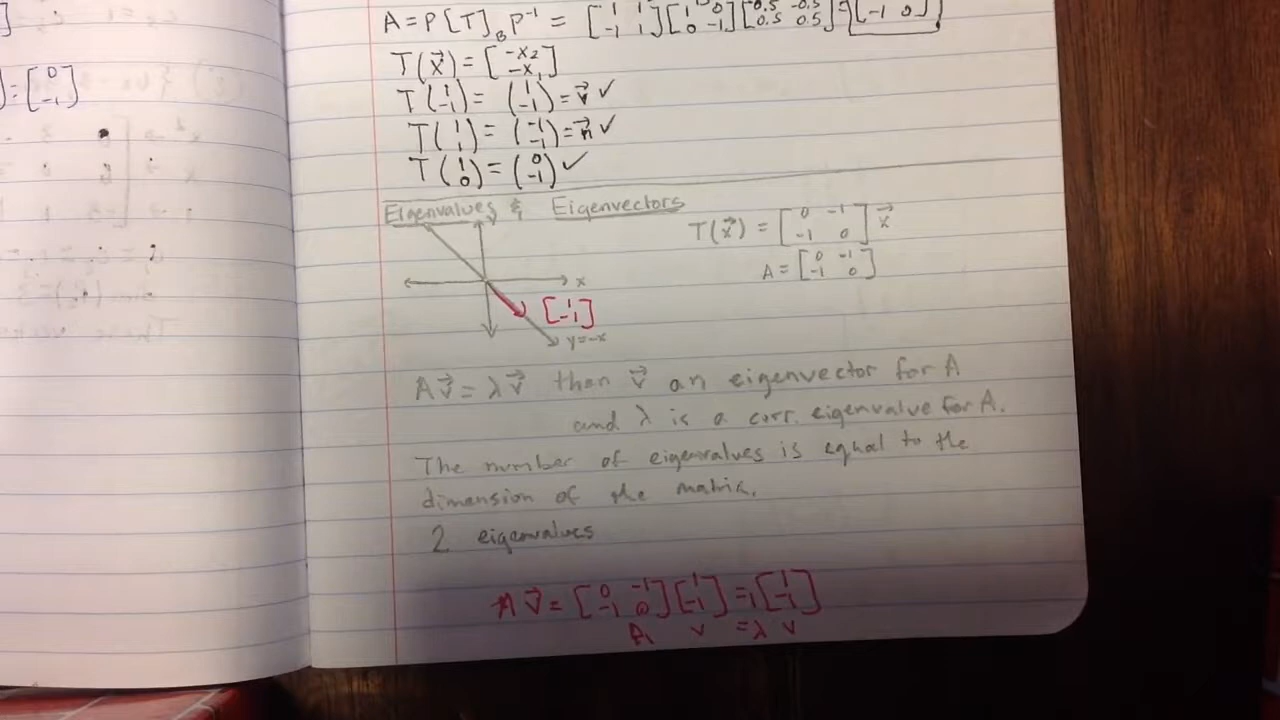 = [0 -1]
A = P[T]_B P⁻¹ = [1 1 -1 1] [1 0 0 -1] [0.5 -0.5 0.5 0.5] = [-1 0]
T(x⃗) = [-x₂ -x₁]
T(1 -1) = (1 -1) = v⃗ ✓
T(1 1) = (-1 -1) = n⃗ ✓
T(1 0) = (0 -1) ✓
Eigenvalues & Eigenvectors
T(x⃗) = [0 -1 -1 0] x⃗
A = [0 -1 -1 0]
x
[1 -1]
y=-x
Av⃗ = λv⃗ then v⃗ an eigenvector for A
and λ is a corr. eigenvalue for A.
The number of eigenvalues is equal to the
dimension of the matrix.
2 eigenvalues
Av⃗ = [0 -1 -1 0] [1 -1] = 1 [1 -1]
A v = λ v